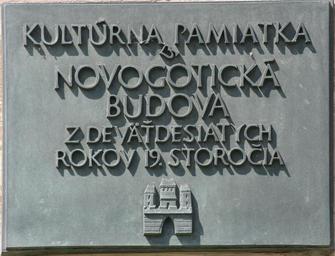 KULTÚRNA PAMIATKA
NOVOGOTICKÁ
BUDOVA
Z DEVÄŤDESIATYCH
ROKOV 19. STOROČIA